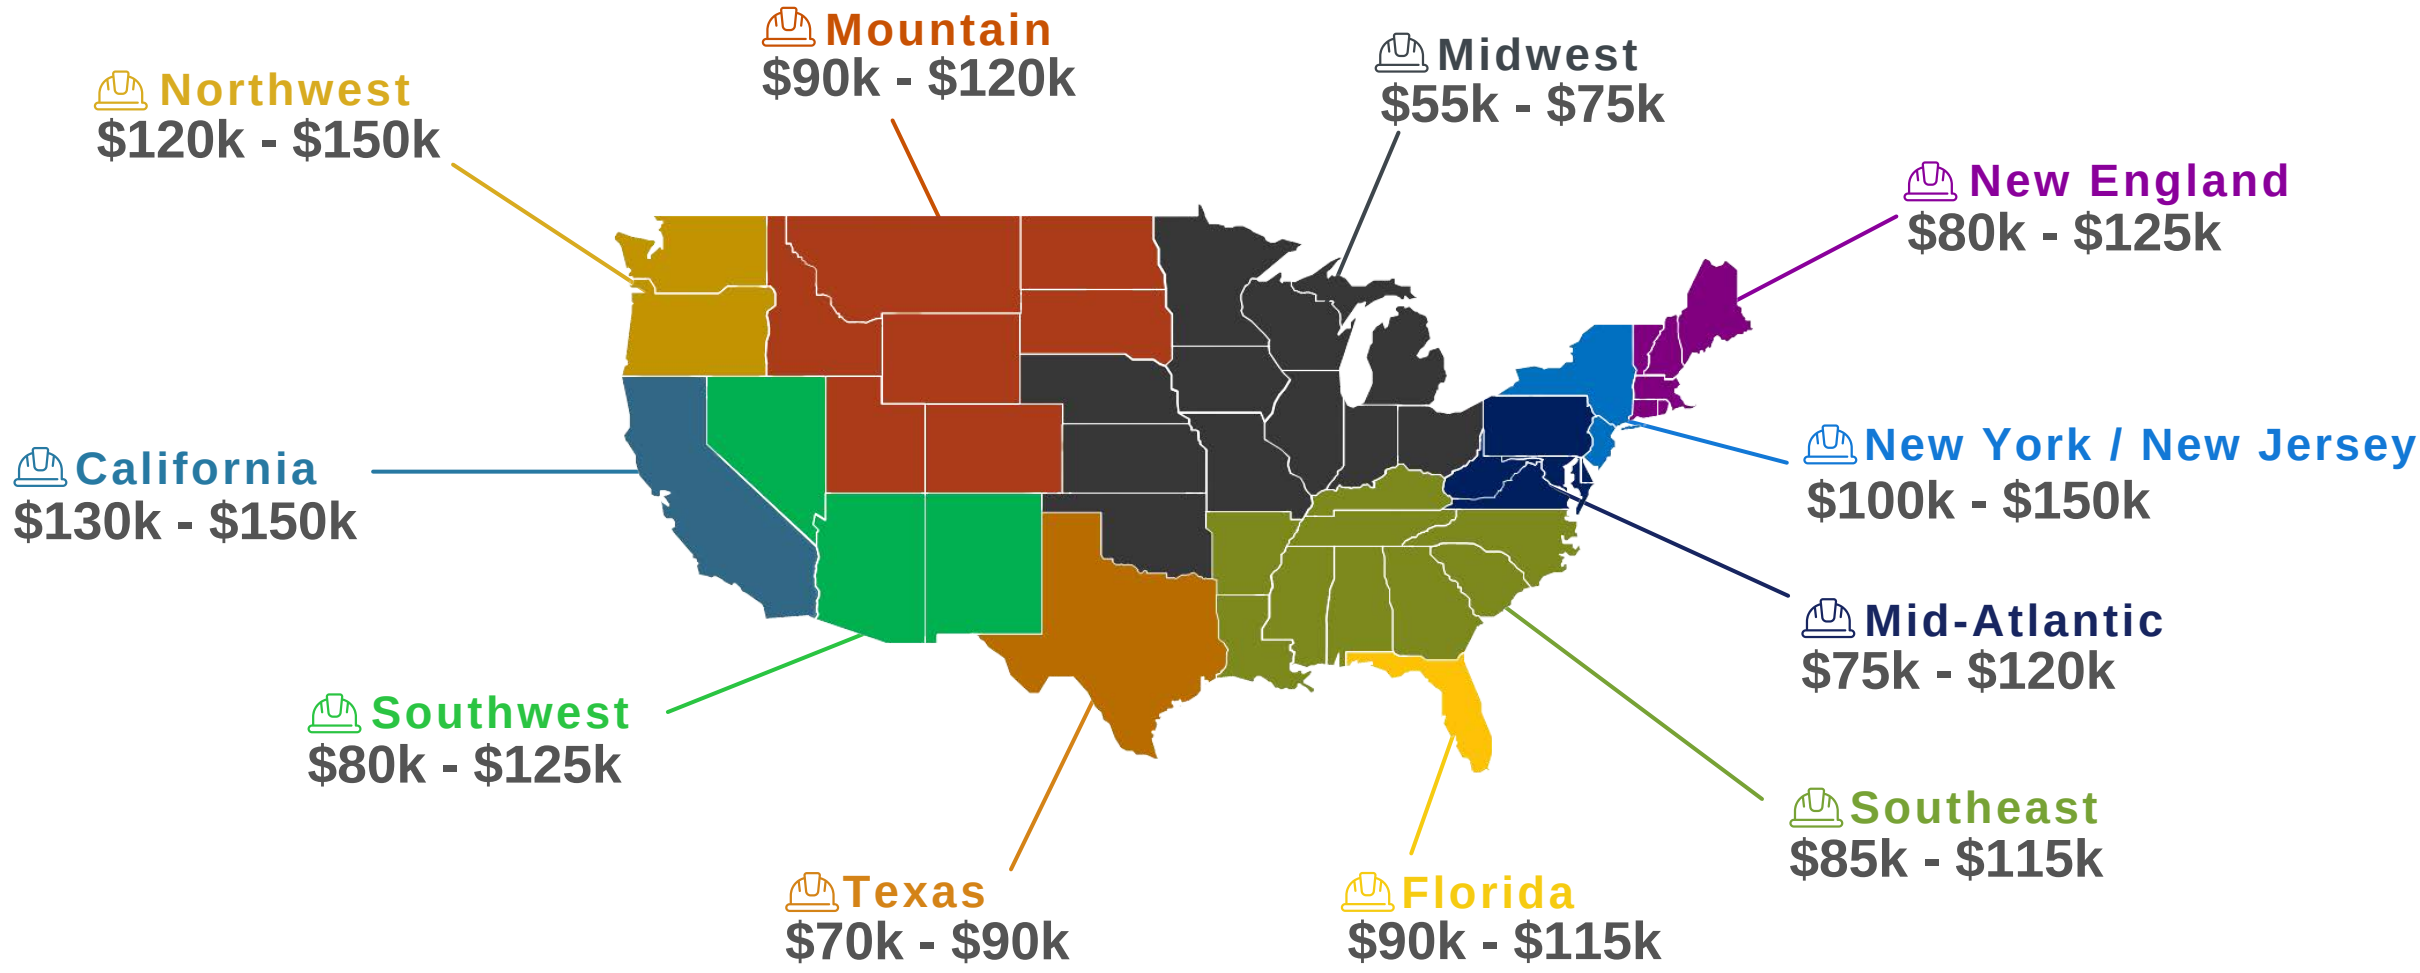 Mountain
$90k - $120k
Midwest
$55k - $75k
Northwest
$120k - $150k
New England
$80k - $125k
California
$130k - $150k
New York / New Jersey
$100k - $150k
Mid-Atlantic
$75k - $120k
Southwest
$80k - $125k
Southeast
$85k - $115k
Texas
$70k - $90k
Florida
$90k - $115k